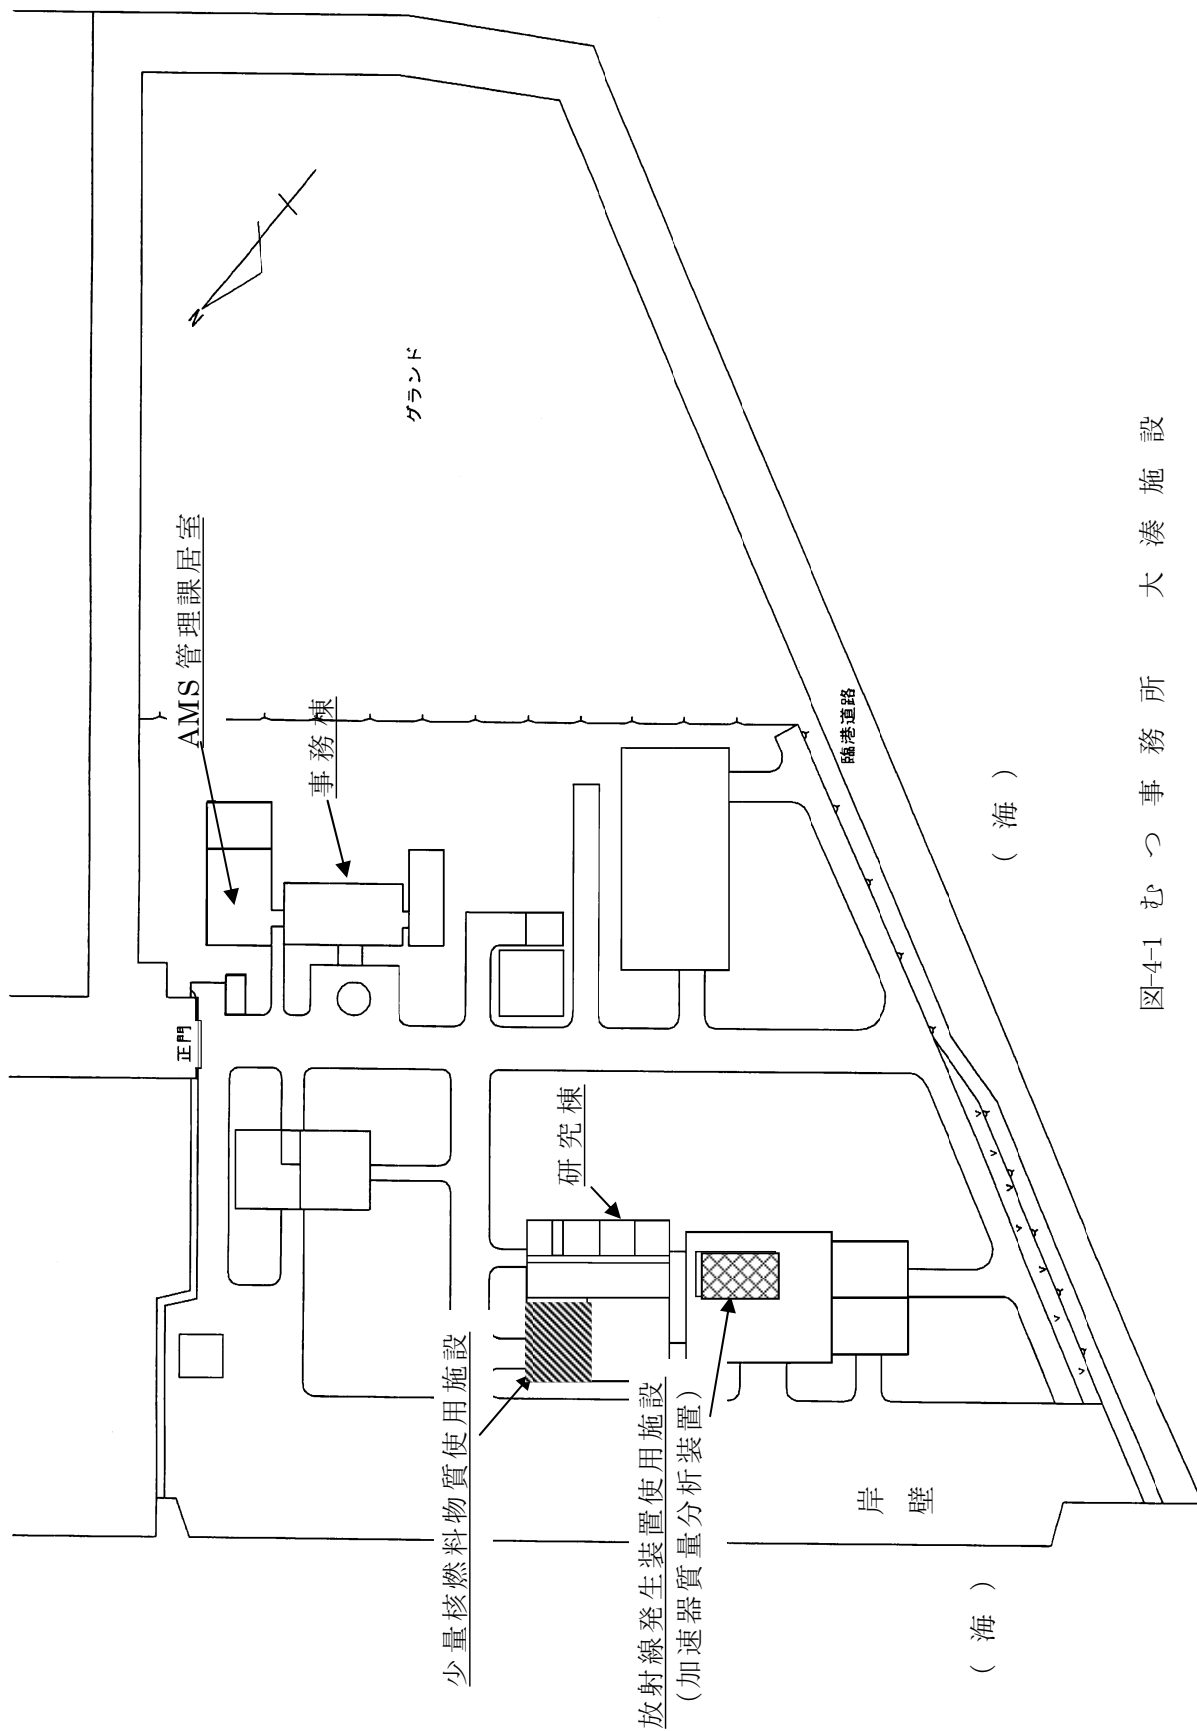 グランド
AMS 管理課居室
事務棟
正門
臨港道路
(海)
研究棟
少量核燃料物質使用施設
放射線発生装置使用施設
(加速器質量分析装置)
岸
壁
(海)
N
図-4-1 むつ事務所 大湊施設